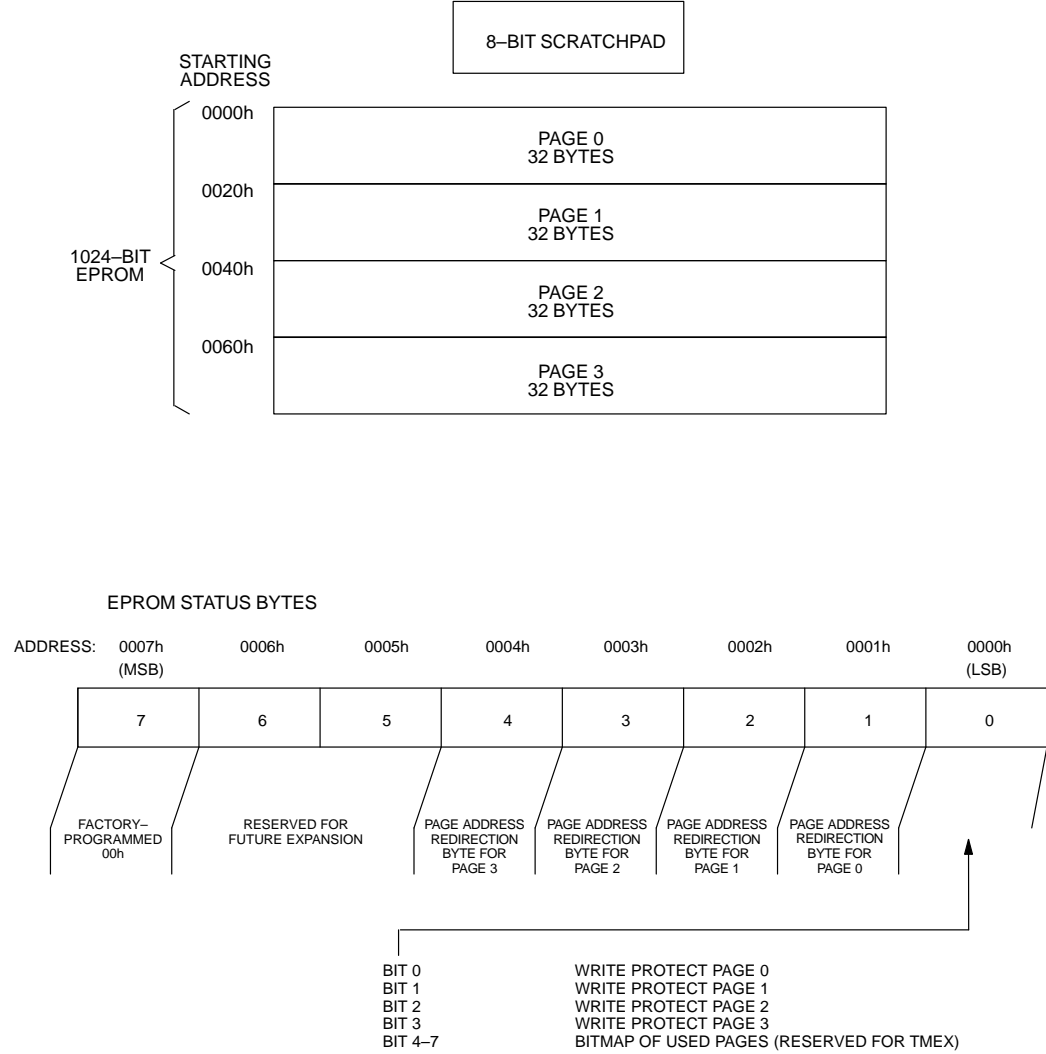 8–BIT SCRATCHPAD
STARTING
ADDRESS
0000h
PAGE 0
32 BYTES
0020h
PAGE 1
32 BYTES
1024–BIT
EPROM
0040h
PAGE 2
32 BYTES
0060h
PAGE 3
32 BYTES
EPROM STATUS BYTES
ADDRESS: 0007h 0006h 0005h 0004h 0003h 0002h 0001h 0000h
(MSB) (LSB)
7 6 5 4 3 2 1 0
FACTORY–
PROGRAMMED
00h
RESERVED FOR
FUTURE EXPANSION
PAGE ADDRESS
REDIRECTION
BYTE FOR
PAGE 3
PAGE ADDRESS
REDIRECTION
BYTE FOR
PAGE 2
PAGE ADDRESS
REDIRECTION
BYTE FOR
PAGE 1
PAGE ADDRESS
REDIRECTION
BYTE FOR
PAGE 0
BIT 0 WRITE PROTECT PAGE 0
BIT 1 WRITE PROTECT PAGE 1
BIT 2 WRITE PROTECT PAGE 2
BIT 3 WRITE PROTECT PAGE 3
BIT 4–7 BITMAP OF USED PAGES (RESERVED FOR TMEX)